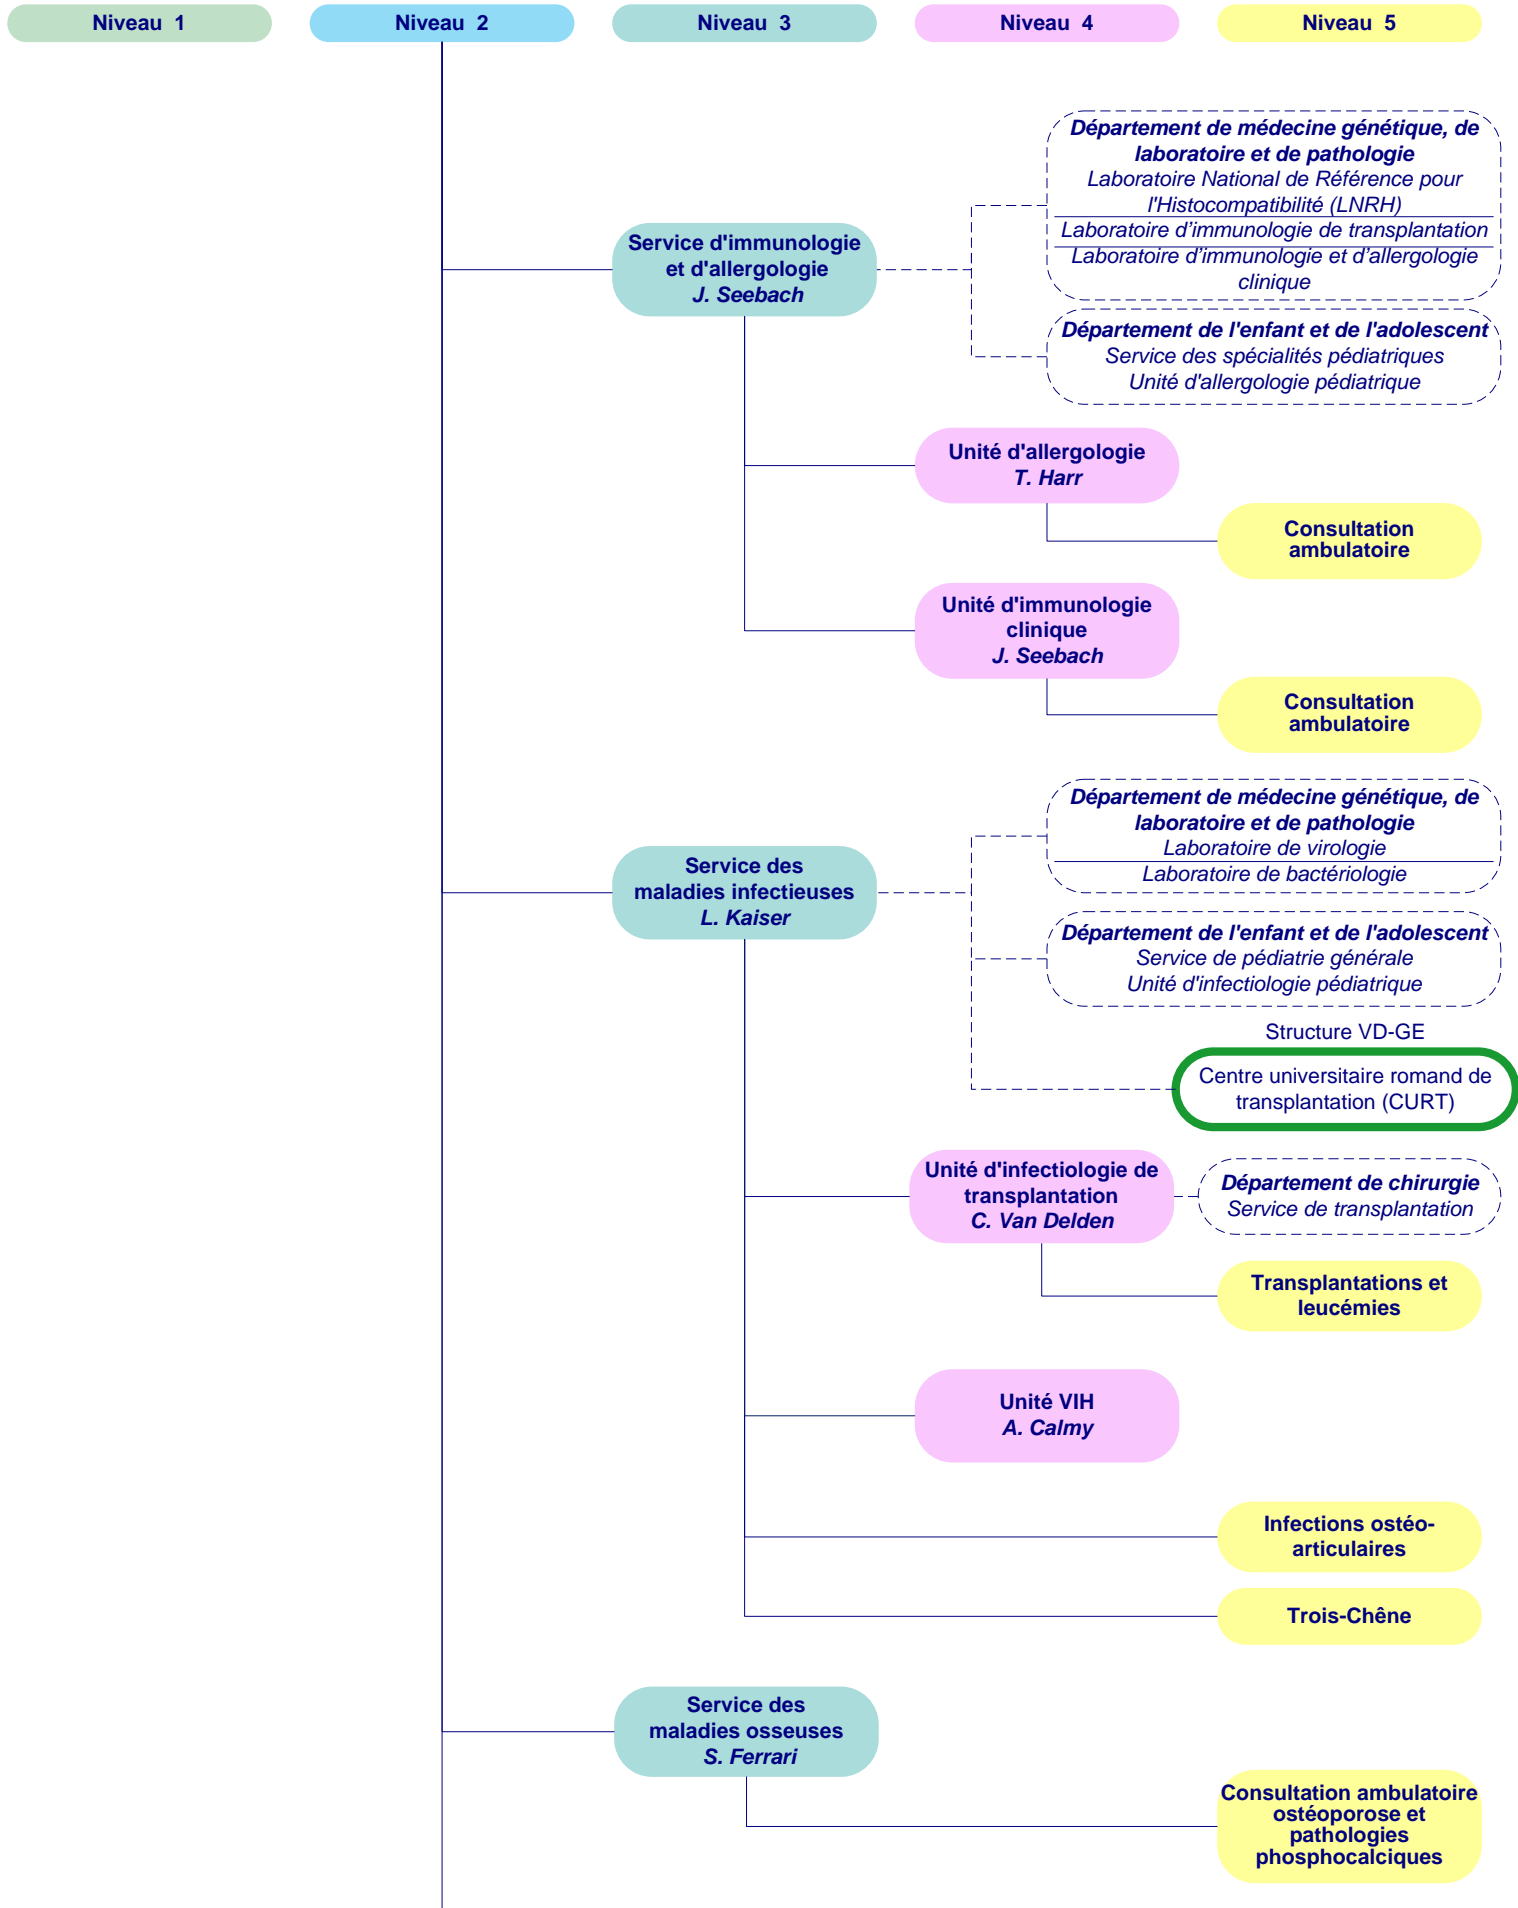 Niveau 1
Niveau 2
Niveau 3
Niveau 4
Niveau 5
Département de médecine génétique, de
laboratoire et de pathologie
Laboratoire National de Référence pour
l'Histocompatibilité (LNRH)
Laboratoire d’immunologie de transplantation
Laboratoire d’immunologie et d’allergologie
clinique
Service d'immunologie
et d'allergologie
J. Seebach
Département de l'enfant et de l'adolescent
Service des spécialités pédiatriques
Unité d'allergologie pédiatrique
Unité d'allergologie
T. Harr
Consultation
ambulatoire
Unité d'immunologie
clinique
J. Seebach
Consultation
ambulatoire
Département de médecine génétique, de
laboratoire et de pathologie
Laboratoire de virologie
Laboratoire de bactériologie
Service des
maladies infectieuses
L. Kaiser
Département de l'enfant et de l'adolescent
Service de pédiatrie générale
Unité d'infectiologie pédiatrique
Structure VD-GE
Centre universitaire romand de
transplantation (CURT)
Unité d'infectiologie de
transplantation
C. Van Delden
Département de chirurgie
Service de transplantation
Transplantations et
leucémies
Unité VIH
A. Calmy
Infections ostéo-
articulaires
Trois-Chêne
Service des
maladies osseuses
S. Ferrari
Consultation ambulatoire
ostéoporose et
pathologies
phosphocalciques